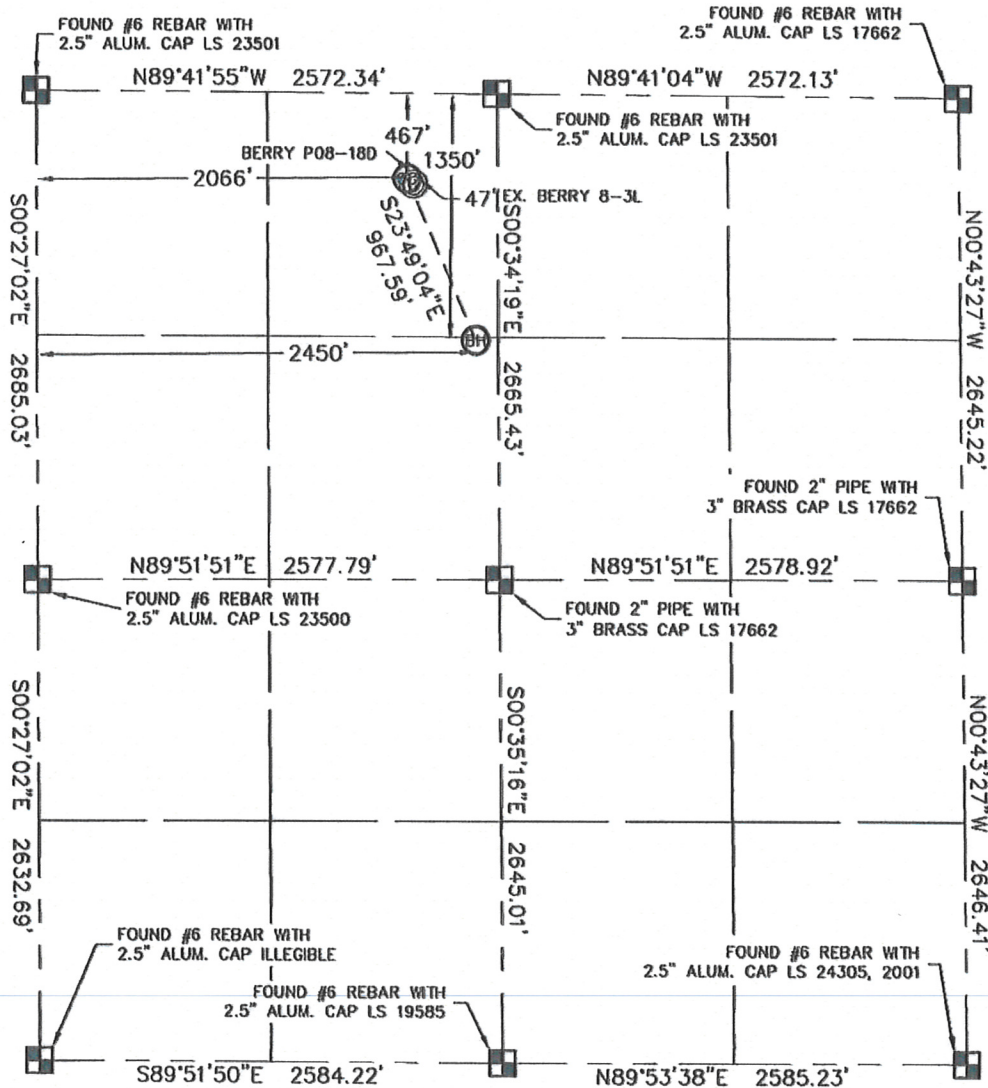 FOUND #6 REBAR WITH
2.5" ALUM. CAP LS 23501
FOUND #6 REBAR WITH
2.5" ALUM. CAP LS 17662
N89°41'55"W 2572.34'
N89°41'04"W 2572.13'
FOUND #6 REBAR WITH
2.5" ALUM. CAP LS 23501
467'
BERRY P08-18D
1350'
2066'
47'
EX. BERRY 8-3L
S23°49'04"E
967.59'
S00°27'02"E 2685.03'
S00°34'19"E 2665.43'
N00°43'27"W 2645.22'
BH
2450'
FOUND 2" PIPE WITH
3" BRASS CAP LS 17662
N89°51'51"E 2577.79'
N89°51'51"E 2578.92'
FOUND #6 REBAR WITH
2.5" ALUM. CAP LS 23500
FOUND 2" PIPE WITH
3" BRASS CAP LS 17662
S00°27'02"E 2632.69'
S00°35'16"E 2645.01'
N00°43'27"W 2646.41'
FOUND #6 REBAR WITH
2.5" ALUM. CAP ILLEGIBLE
FOUND #6 REBAR WITH
2.5" ALUM. CAP LS 24305, 2001
FOUND #6 REBAR WITH
2.5" ALUM. CAP LS 19585
S89°51'50"E 2584.22'
N89°53'38"E 2585.23'